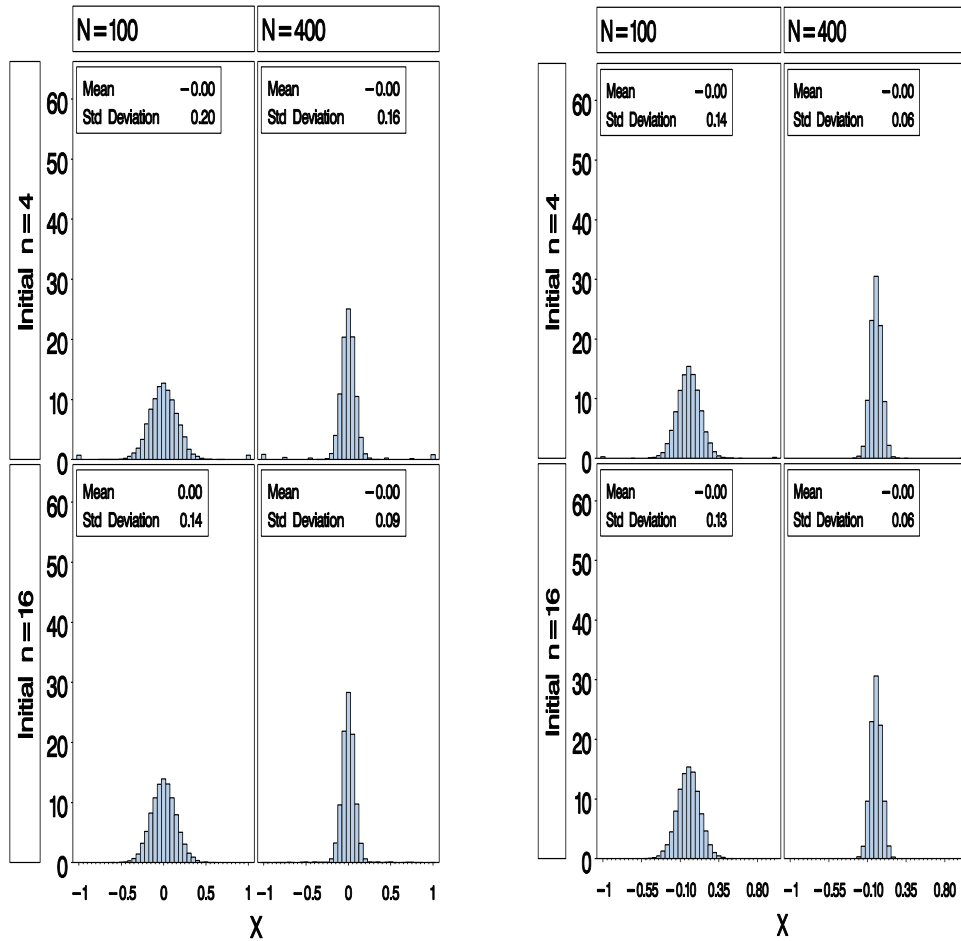 N=100 N=400
Initial n=4
Mean −0.00
Std Deviation 0.20
Mean −0.00
Std Deviation 0.16
60
50
40
30
20
10
0
Initial n=16
Mean 0.00
Std Deviation 0.14
Mean −0.00
Std Deviation 0.09
60
50
40
30
20
10
0
−1 −0.5 0 0.5 1 −1 −0.5 0 0.5 1
X
N=100 N=400
Initial n=4
Mean −0.00
Std Deviation 0.14
Mean −0.00
Std Deviation 0.06
60
50
40
30
20
10
0
Initial n=16
Mean −0.00
Std Deviation 0.13
Mean −0.00
Std Deviation 0.06
60
50
40
30
20
10
0
−1 −0.55 −0.10 0.35 0.80 −1 −0.55 −0.10 0.35 0.80
X